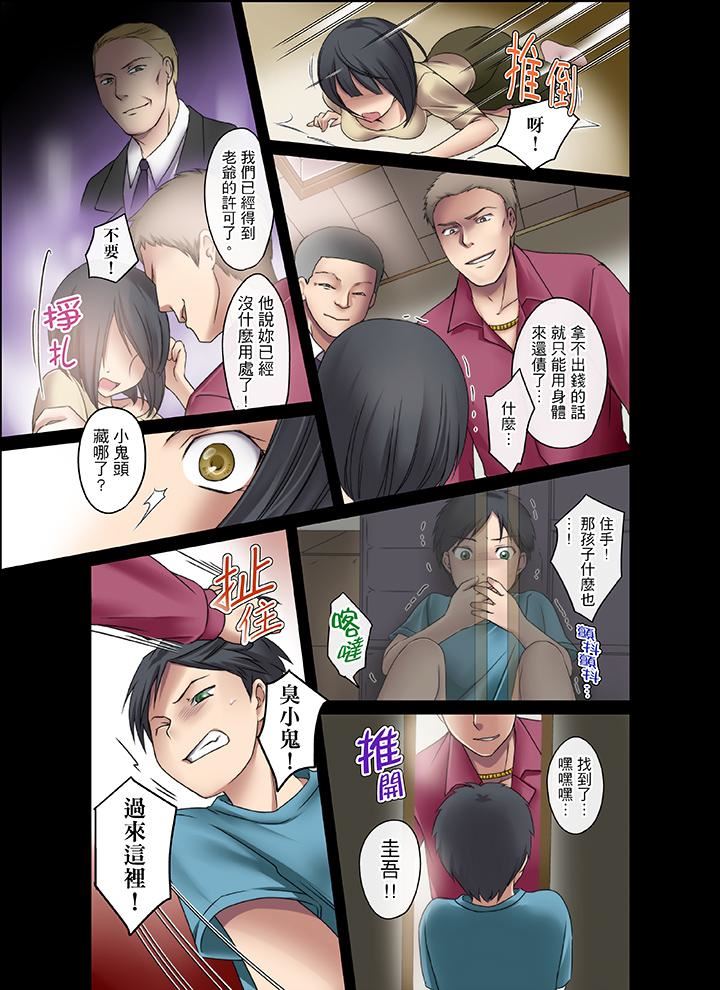 推倒
呀！
拿不出錢的話
就只能用身體
來還債了…
什麼…
我們已經得到
老爺的許可了。
不要！
掙扎
他說妳已經
沒什麼用處了！
小鬼頭
藏哪了？
住手！
那孩子什麼也
…！
顫抖顫抖…
喀噠
找到了…
嘿嘿嘿…
推開
圭吾！！
扯住
臭小鬼！
過來這裡！